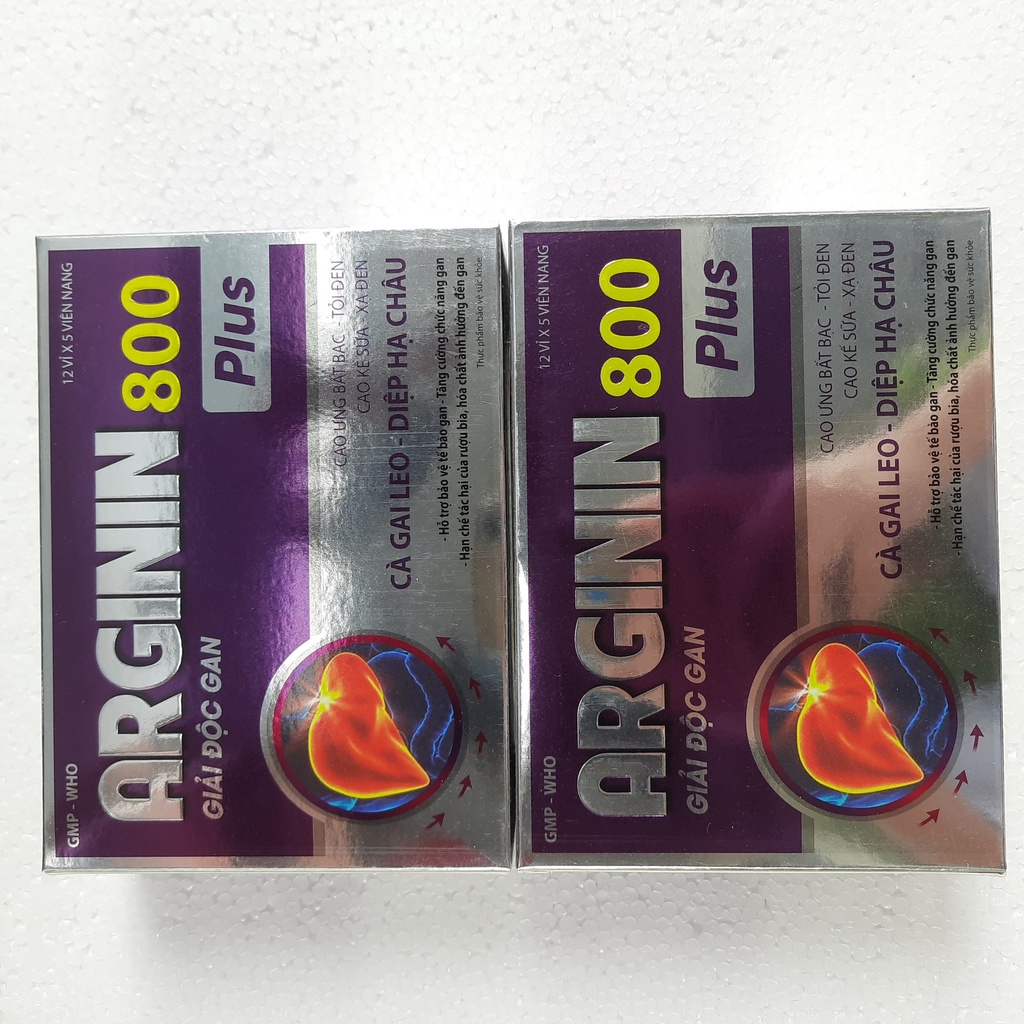 GMP - WHO
12 VỈ X 5 VIÊN NANG
ARGININ 800
GIẢI ĐỘC GAN
Plus
CAO ƯNG BẤT BẠC - TỎI ĐEN
CAO KẾ SỮA - XẠ ĐEN
CÀ GAI LEO - DIỆP HẠ CHÂU
- Hỗ trợ bảo vệ tế bào gan - Tăng cường chức năng gan
- Hạn chế tác hại của rượu bia, hóa chất ảnh hưởng đến gan
Thực phẩm bảo vệ sức khỏe
GMP - WHO
12 VỈ X 5 VIÊN NANG
ARGININ 800
GIẢI ĐỘC GAN
Plus
CAO ƯNG BẤT BẠC - TỎI ĐEN
CAO KẾ SỮA - XẠ ĐEN
CÀ GAI LEO - DIỆP HẠ CHÂU
- Hỗ trợ bảo vệ tế bào gan - Tăng cường chức năng gan
- Hạn chế tác hại của rượu bia, hóa chất ảnh hưởng đến gan
Thực phẩm bảo vệ sức khỏe